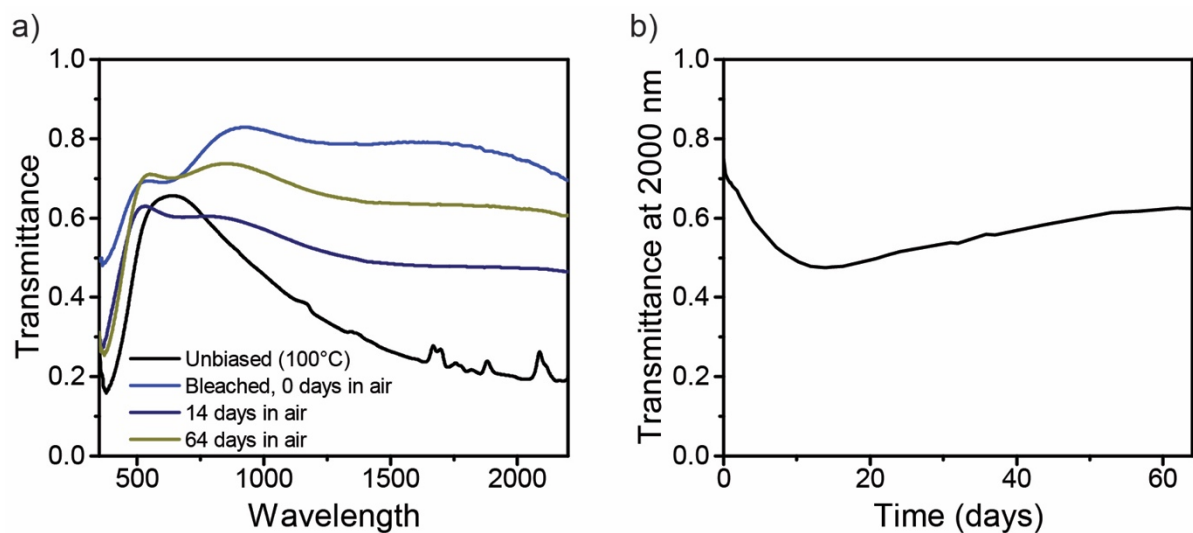 a)
1.0
0.8
0.6
0.4
0.2
0.0
Transmittance
Unbiased (100°C)
Bleached, 0 days in air
14 days in air
64 days in air
500
1000
1500
2000
Wavelength
b)
1.0
0.8
0.6
0.4
0.2
0.0
Transmittance at 2000 nm
0
20
40
60
Time (days)